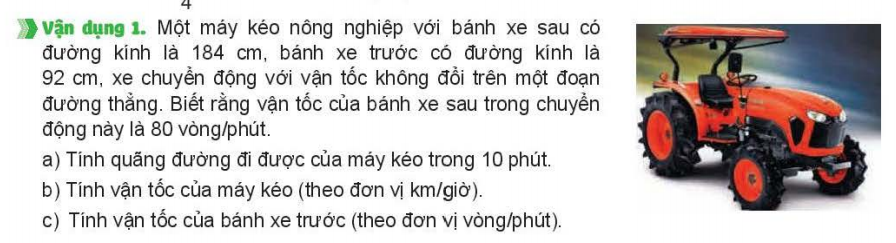 4
Vận dụng 1. Một máy kéo nông nghiệp với bánh xe sau có
đường kính là 184 cm, bánh xe trước có đường kính là
92 cm, xe chuyển động với vận tốc không đổi trên một đoạn
đường thẳng. Biết rằng vận tốc của bánh xe sau trong chuyển
động này là 80 vòng/phút.
a) Tính quãng đường đi được của máy kéo trong 10 phút.
b) Tính vận tốc của máy kéo (theo đơn vị km/giờ).
c) Tính vận tốc của bánh xe trước (theo đơn vị vòng/phút).